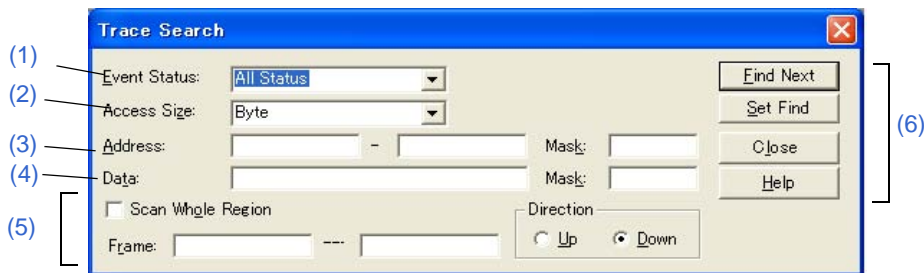 Trace Search
(1) Event Status: All Status Find Next
(2) Access Size: Byte Set Find
(6)
(3) Address: - Mask: Close
(4) Data: Mask: Help
(5) Scan Whole Region Direction
Frame: --- Up Down